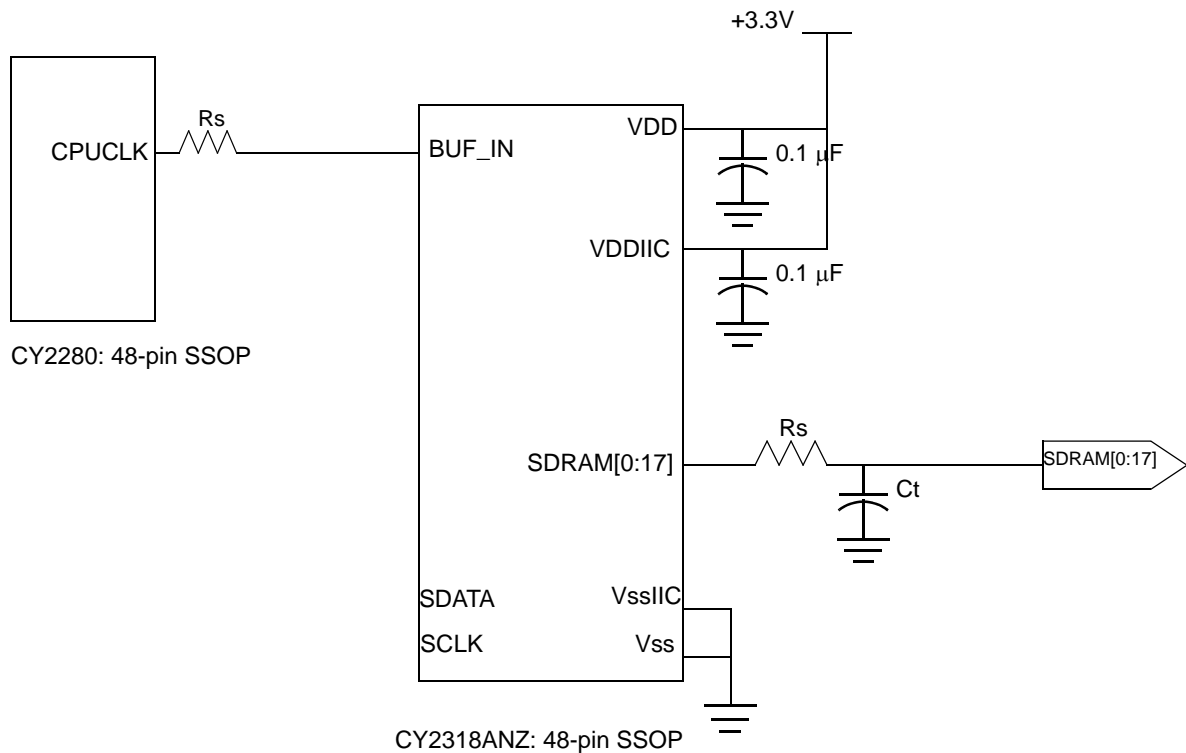 +3.3V
Rs
CPUCLK
BUF_IN
VDD
0.1 μF
VDDIIC
0.1 μF
CY2280: 48-pin SSOP
Rs
SDRAM[0:17]
SDRAM[0:17]
Ct
SDATA
VssIIC
SCLK
Vss
CY2318ANZ: 48-pin SSOP